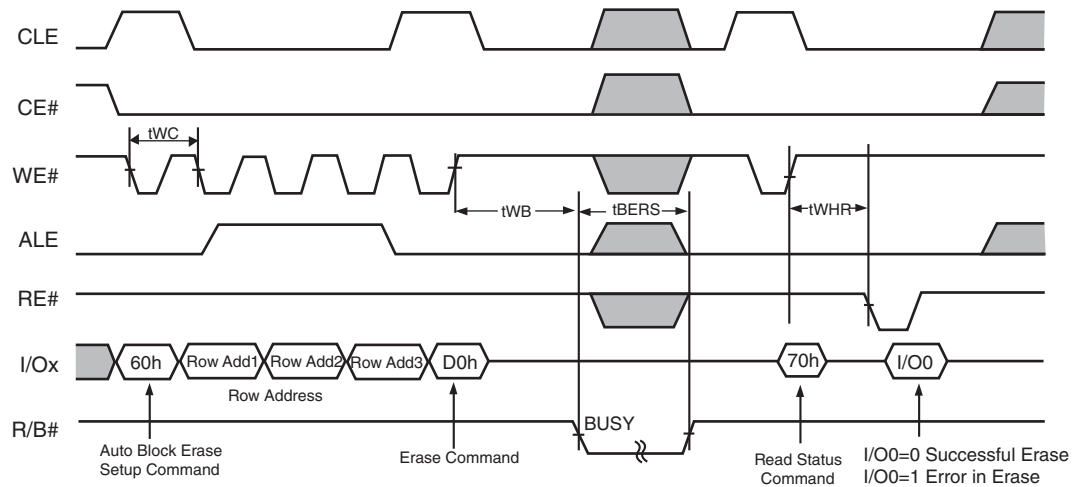 CLE
CE#
tWC
WE#
tWB
tBERS
tWHR
ALE
RE#
I/Ox
60h
Row Add1
Row Add2
Row Add3
D0h
70h
I/O0
Row Address
R/B#
BUSY
Auto Block Erase
Setup Command
Erase Command
Read Status
Command
I/O0=0 Successful Erase
I/O0=1 Error in Erase